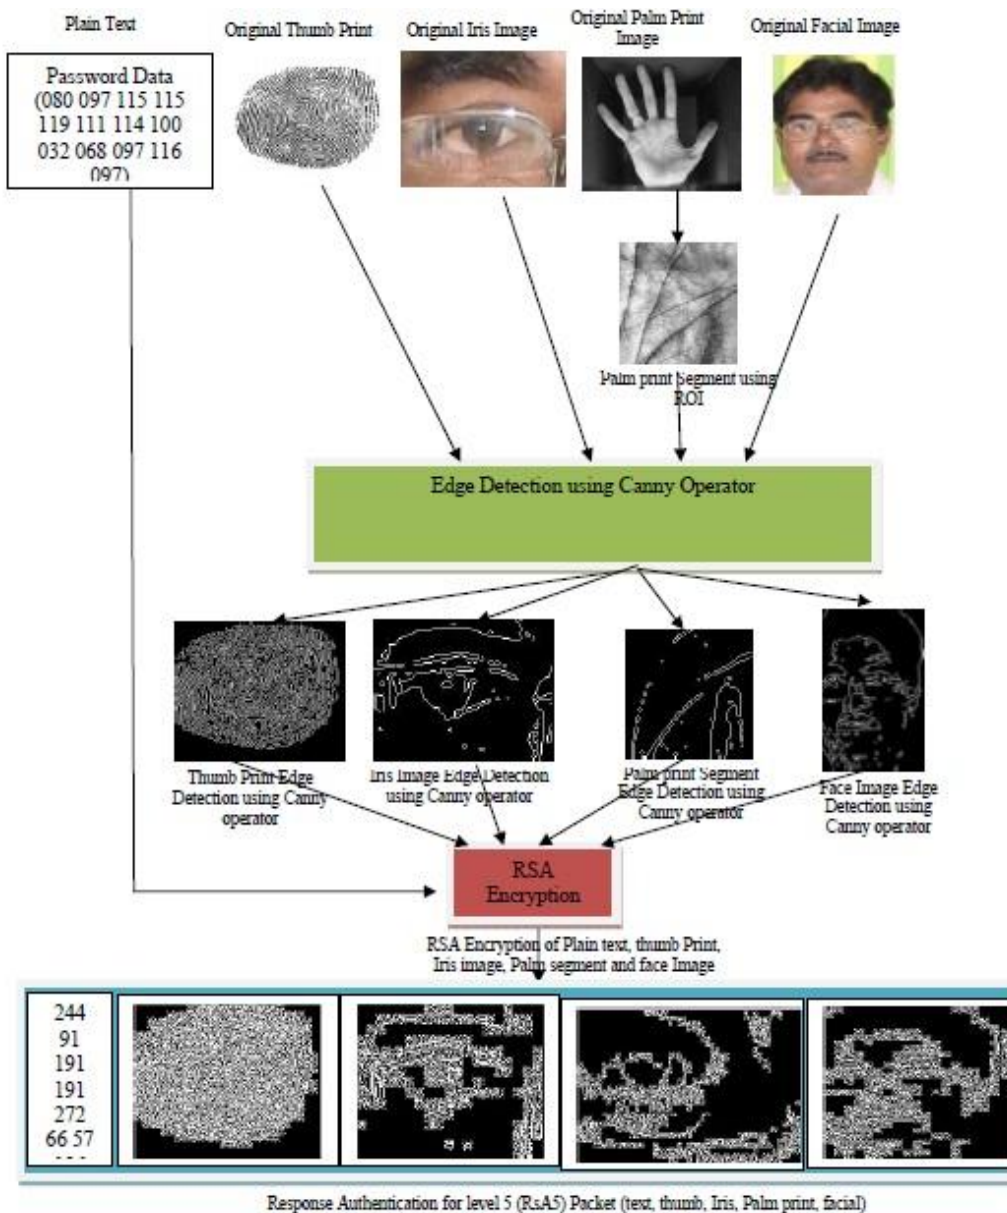 Plain Text
Original Thumb Print
Original Iris Image
Original Palm Print
Image
Original Facial Image
Password Data
(080 097 115 115
119 111 114 100
032 068 097 116
097)
Palm print Segment using
ROI
Edge Detection using Canny Operator
Thumb Print Edge
Detection using Canny
operator
Iris Image Edge Detection
using Canny operator
Palm print Segment
Edge Detection using
Canny operator
Face Image Edge
Detection using
Canny operator
RSA
Encryption
RSA Encryption of Plain text, thumb Print,
Iris image, Palm segment and face Image
244
91
191
191
272
66 57
Response Authentication for level 5 (RsA5) Packet (text, thumb, Iris, Palm print, facial)